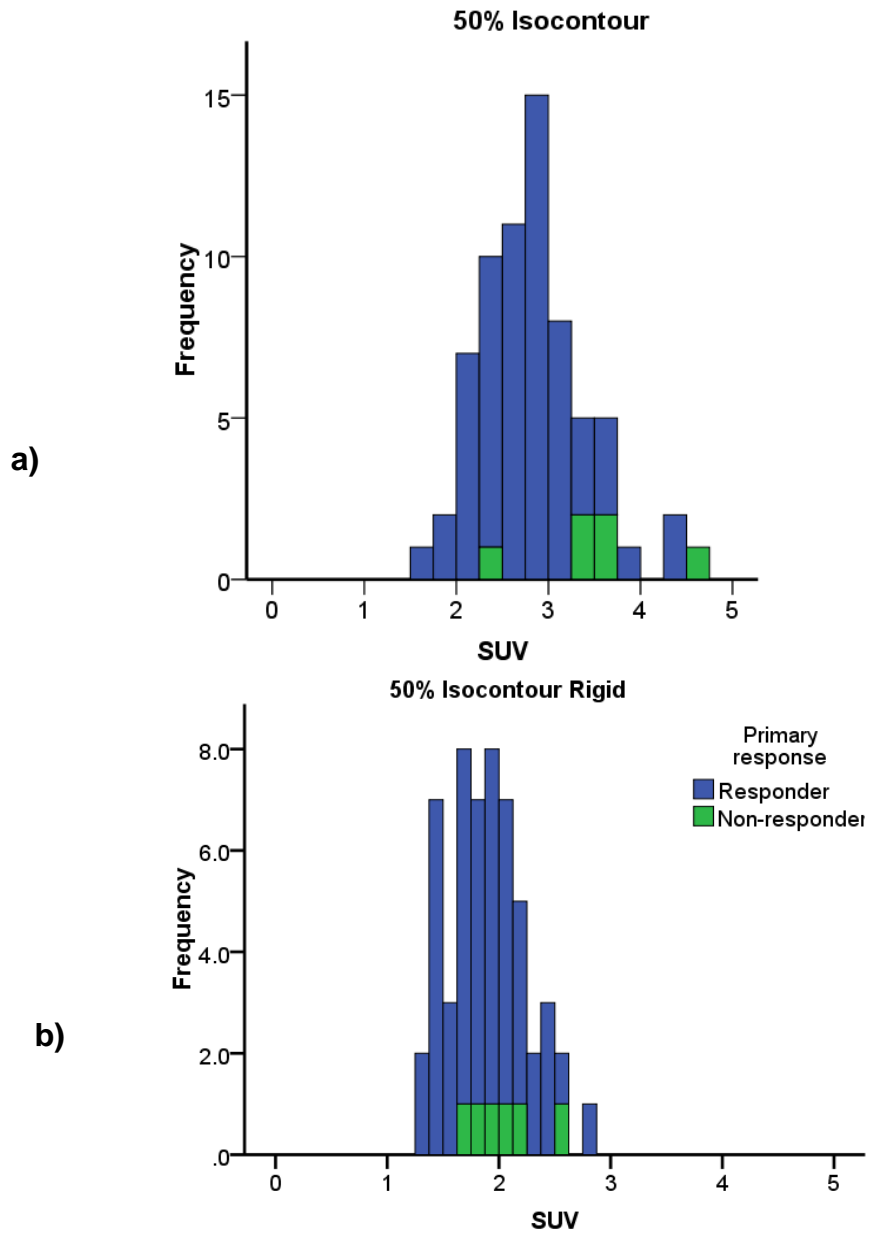 50% Isocontour
15
10
5
0
Frequency
a)
0 1 2 3 4 5
SUV
50% Isocontour Rigid
Primary
response
Responder
Non-responder
8.0
6.0
4.0
2.0
.0
Frequency
b)
0 1 2 3 4 5
SUV